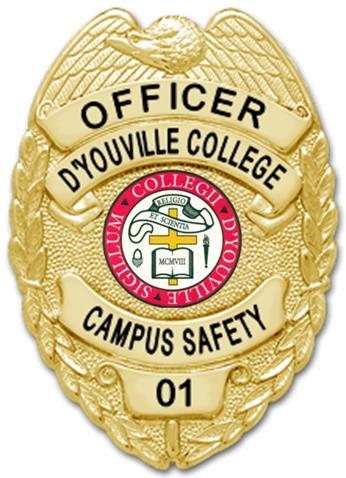 OFFICER
D'YOUVILLE COLLEGE
SIGILLUM • COLLEGII • D'YOUVILLE •
RELIGIO
ET SCIENTIA
MCMVIII
CAMPUS SAFETY
01